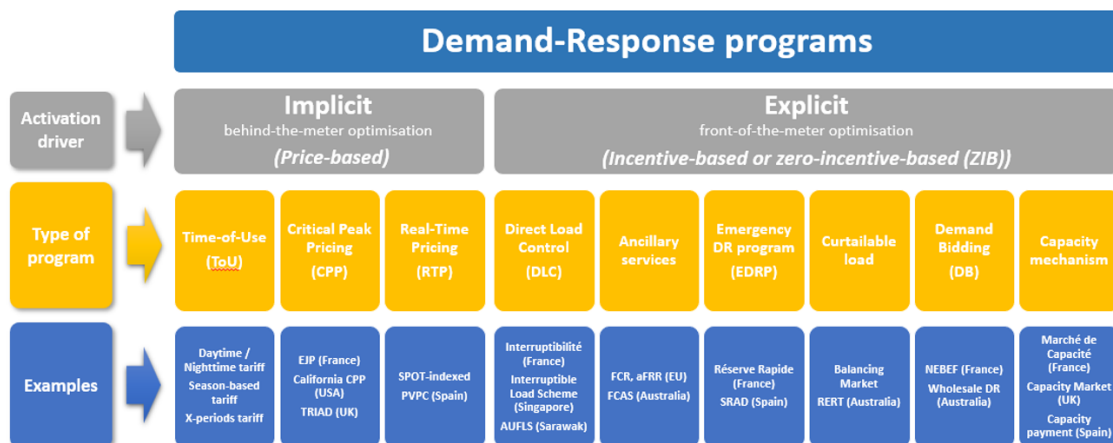 Demand-Response programs
Activation
driver
Implicit
behind-the-meter optimisation
(Price-based)
Explicit
front-of-the-meter optimisation
(Incentive-based or zero-incentive-based (ZIB))
Type of
program
Time-of-Use
(ToU)
Critical Peak
Pricing
(CPP)
Real-Time
Pricing
(RTP)
Direct Load
Control
(DLC)
Ancillary
services
Emergency
DR program
(EDRP)
Curtailable
load
Demand
Bidding
(DB)
Capacity
mechanism
Examples
Daytime /
Nighttime tariff
Season-based
tariff
X-periods tariff
EJP (France)
California CPP
(USA)
TRIAD (UK)
SPOT-indexed
PVPC (Spain)
Interruptibilité
(France)
Interruptible
Load Scheme
(Singapore)
AUFLS (Sarawak)
FCR, aFRR (EU)
FCAS (Australia)
Réserve Rapide
(France)
SRAD (Spain)
Balancing
Market
RERT (Australia)
NEBEF (France)
Wholesale DR
(Australia)
Marché de
Capacité
(France)
Capacity Market
(UK)
Capacity
payment (Spain)